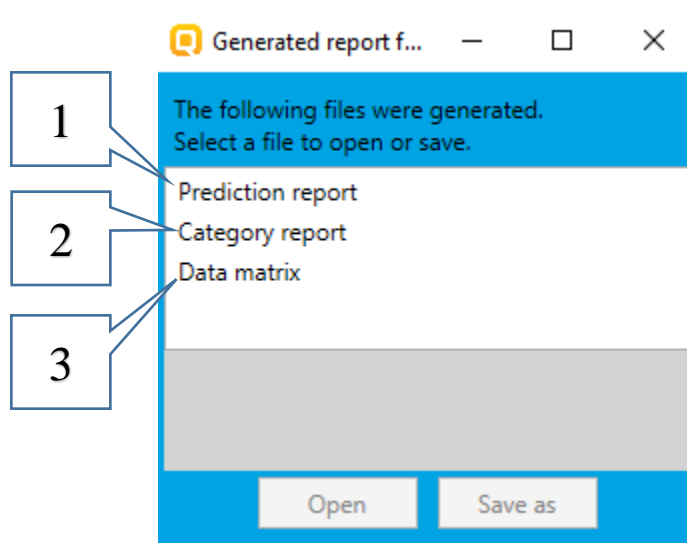 Generated report f...
The following files were generated.
Select a file to open or save.
1
Prediction report
2
Category report
3
Data matrix
Open
Save as